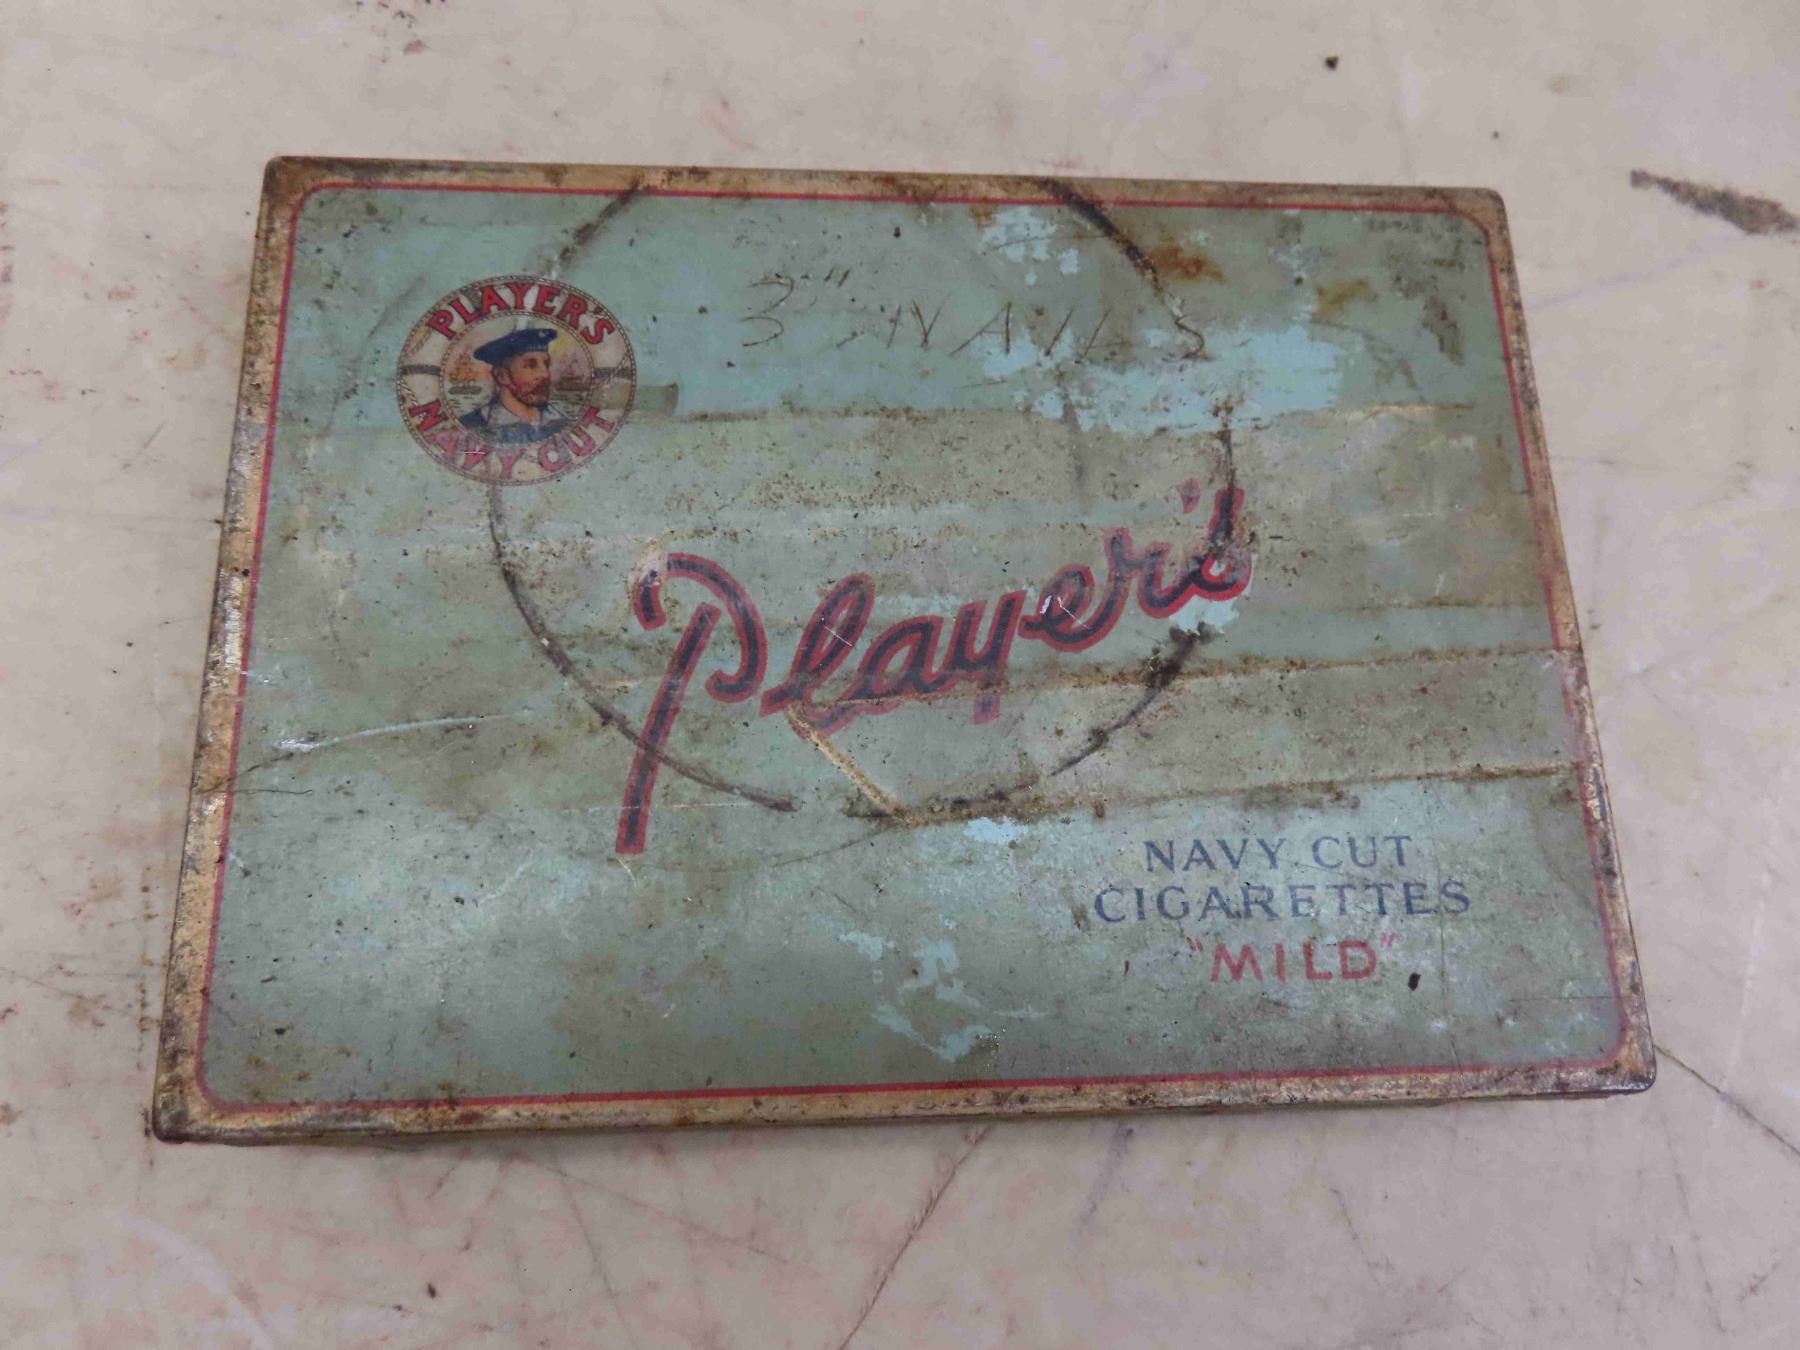 PLAYER'S
NAVY CUT
3" NAILS
Player's
NAVY CUT
CIGARETTES
"MILD"